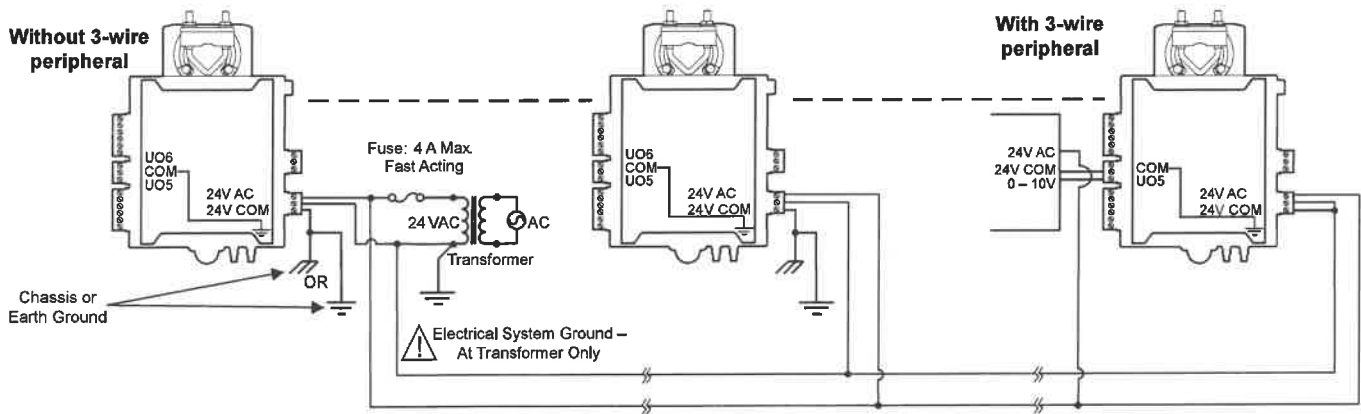 Without 3-wire
peripheral
UO6
COM
UO5
24V AC
24V COM
Fuse: 4 A Max.
Fast Acting
24 VAC
AC
Transformer
OR
Chassis or
Earth Ground
Electrical System Ground –
At Transformer Only
UO6
COM
UO5
24V AC
24V COM
With 3-wire
peripheral
24V AC
24V COM
0 – 10V
COM
UO5
24V AC
24V COM